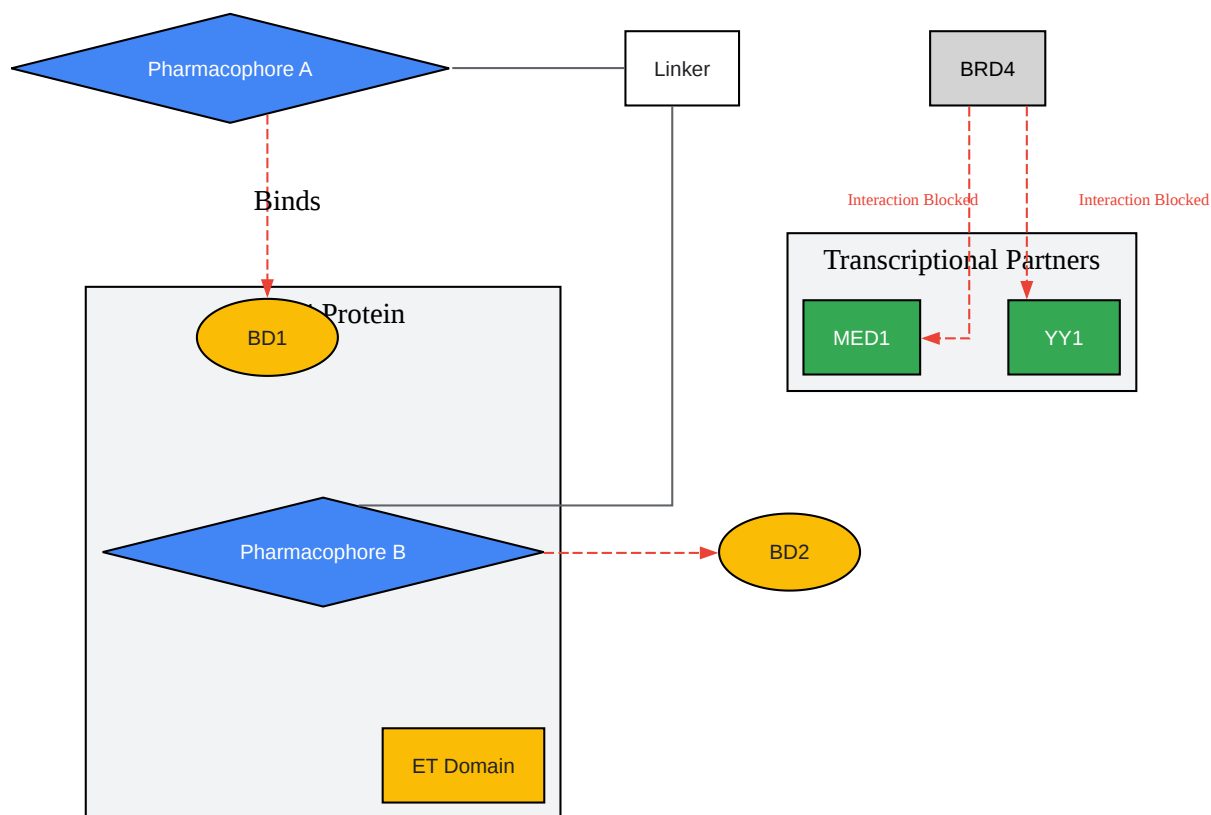 Pharmacophore A
Linker
BRD4
Binds
Interaction Blocked
Interaction Blocked
Transcriptional Partners
Protein
BD1
MED1
YY1
Pharmacophore B
BD2
ET Domain